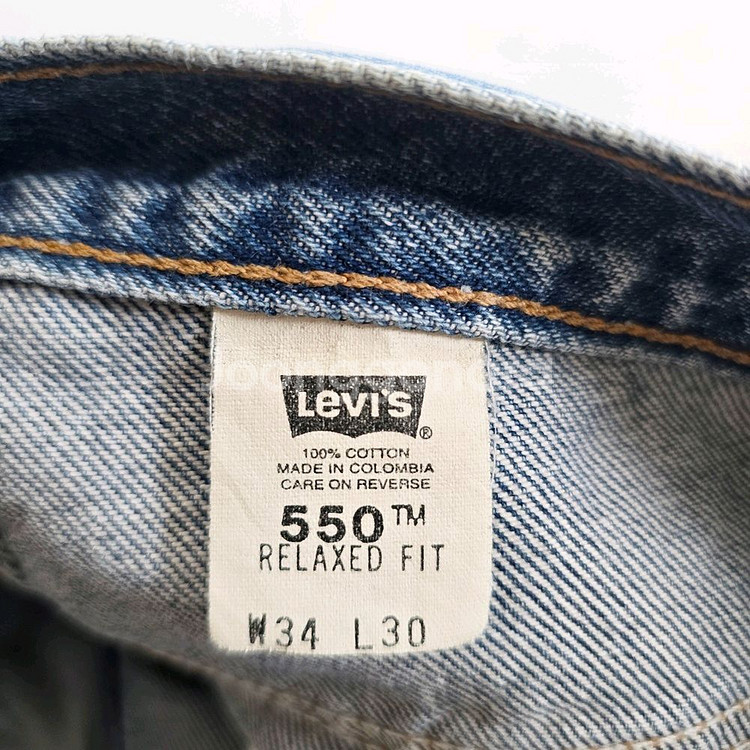 LEVI'S®
100% COTTON
MADE IN COLOMBIA
CARE ON REVERSE
550™
RELAXED FIT
W34 L30